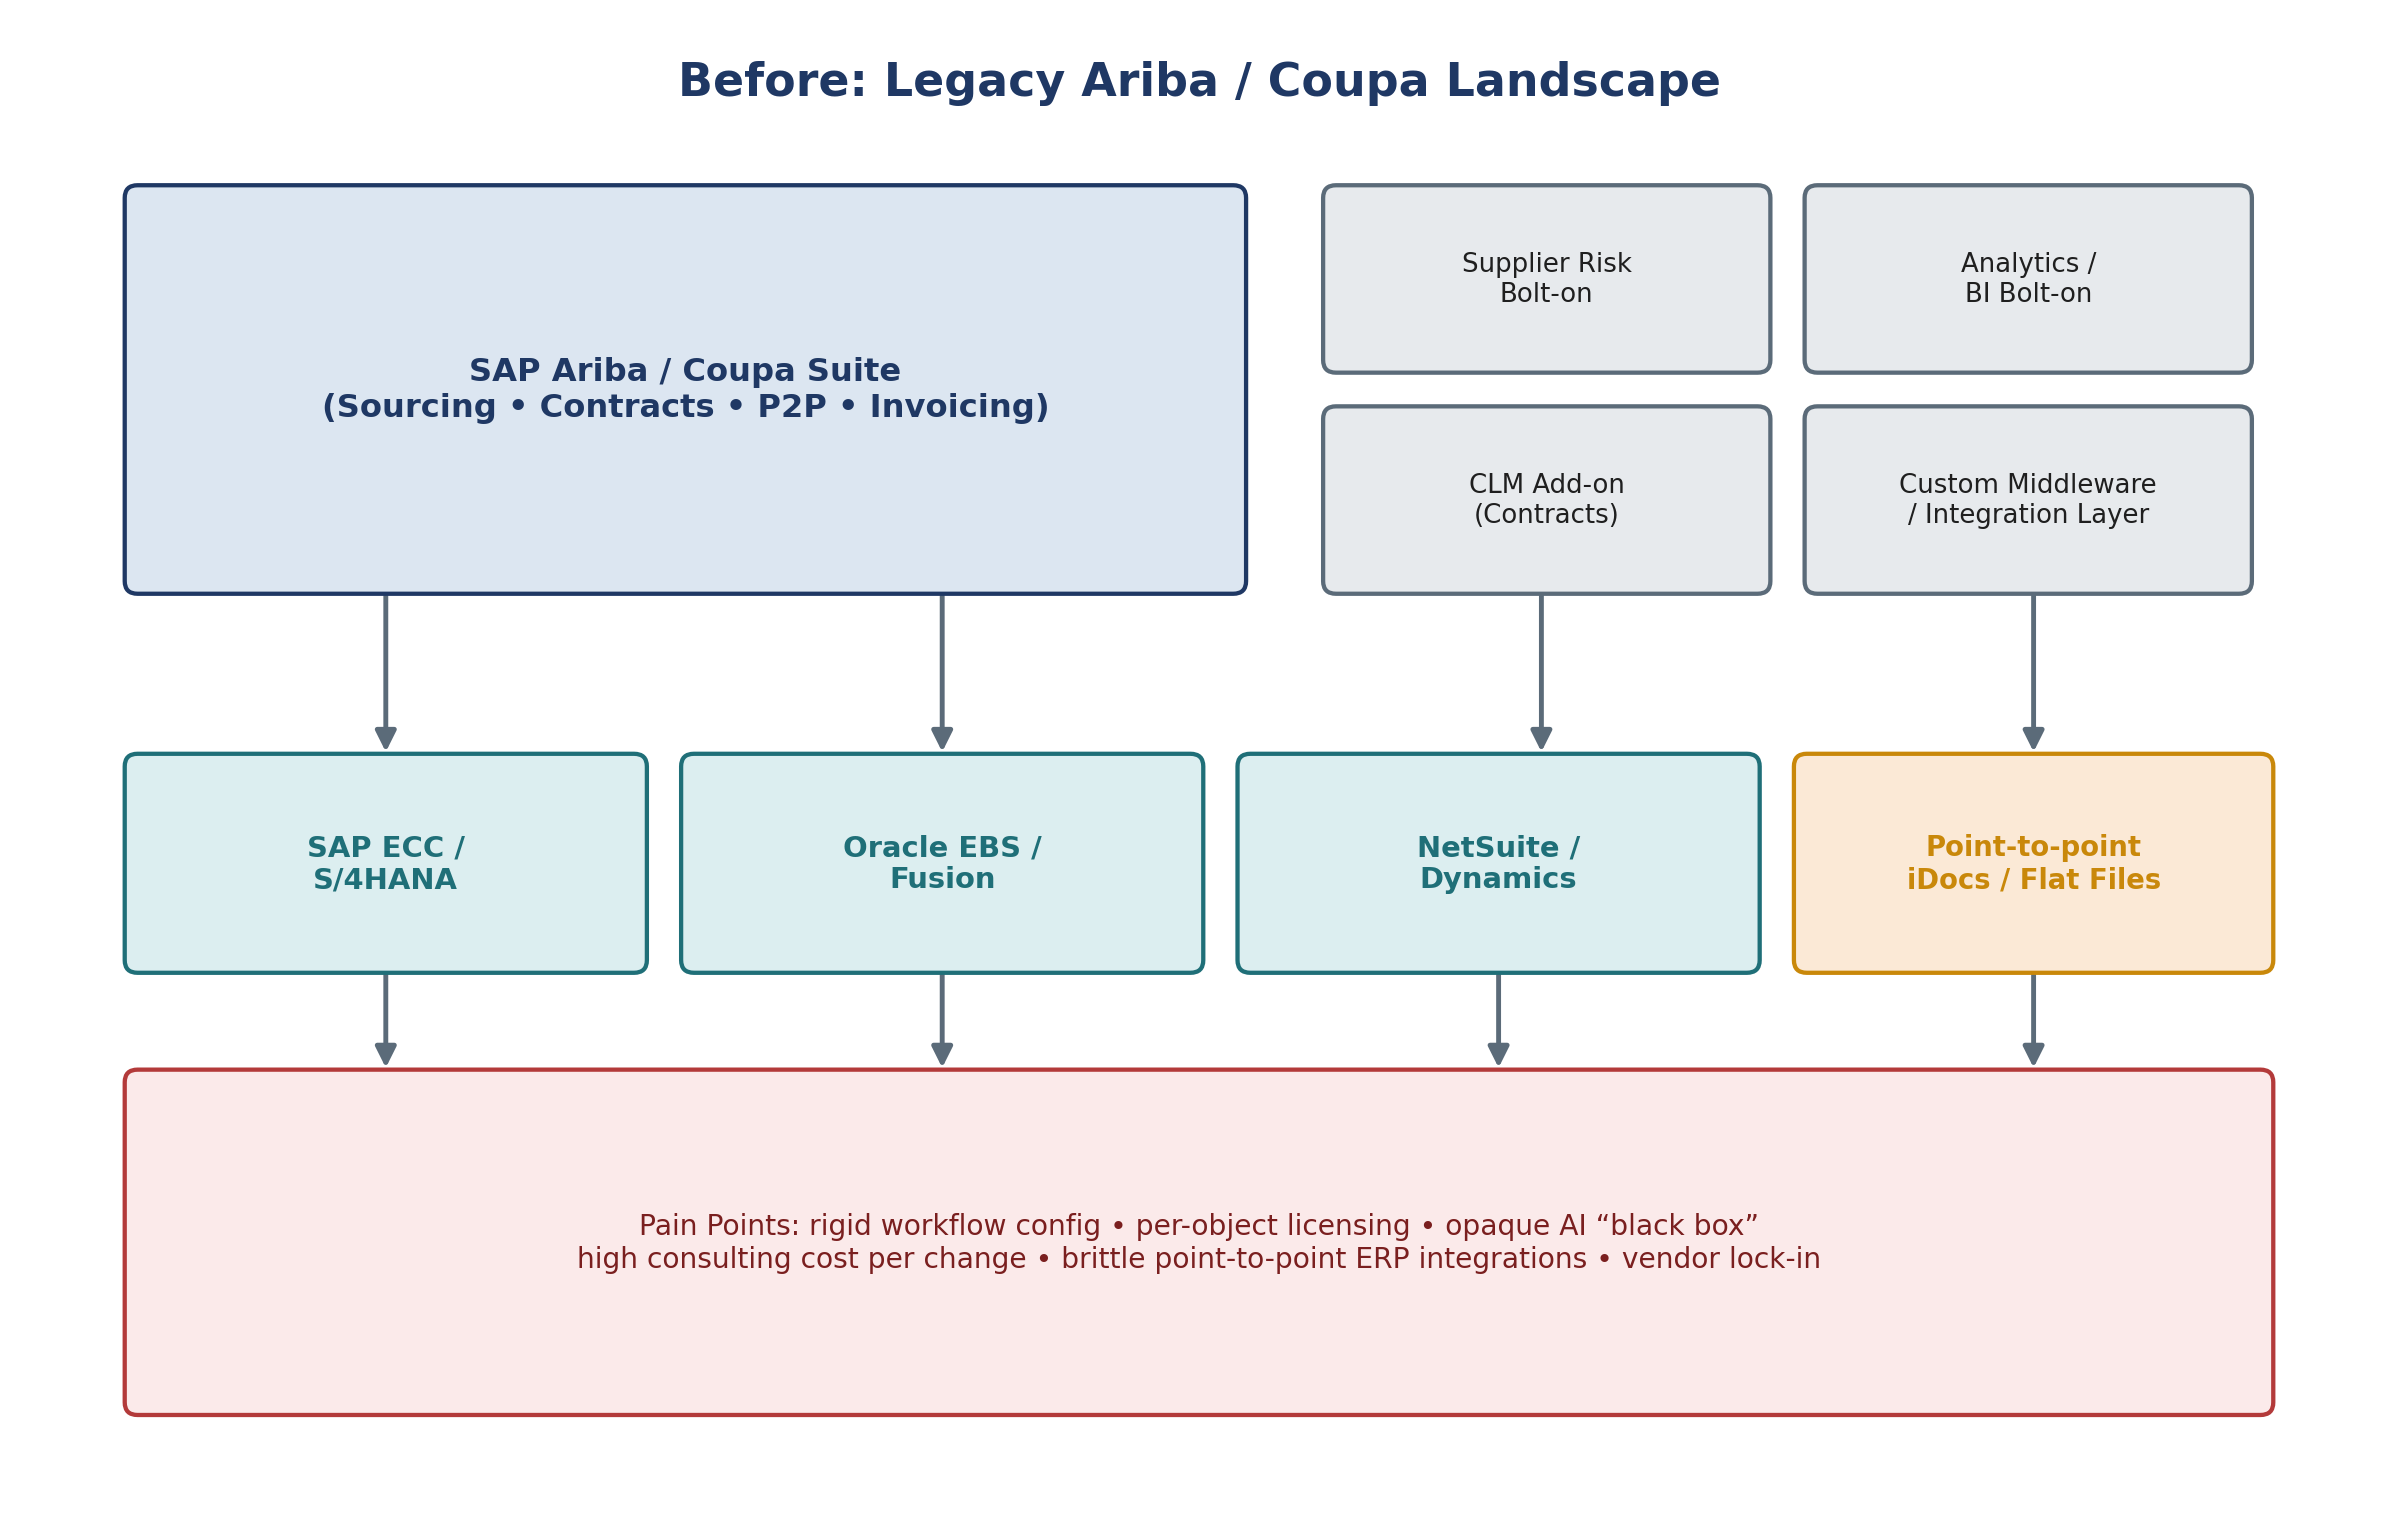 Before: Legacy Ariba / Coupa Landscape
SAP Ariba / Coupa Suite
(Sourcing • Contracts • P2P • Invoicing)
Supplier Risk
Bolt-on
Analytics /
BI Bolt-on
CLM Add-on
(Contracts)
Custom Middleware
/ Integration Layer
SAP ECC /
S/4HANA
Oracle EBS /
Fusion
NetSuite /
Dynamics
Point-to-point
iDocs / Flat Files
Pain Points: rigid workflow config • per-object licensing • opaque AI “black box”
high consulting cost per change • brittle point-to-point ERP integrations • vendor lock-in